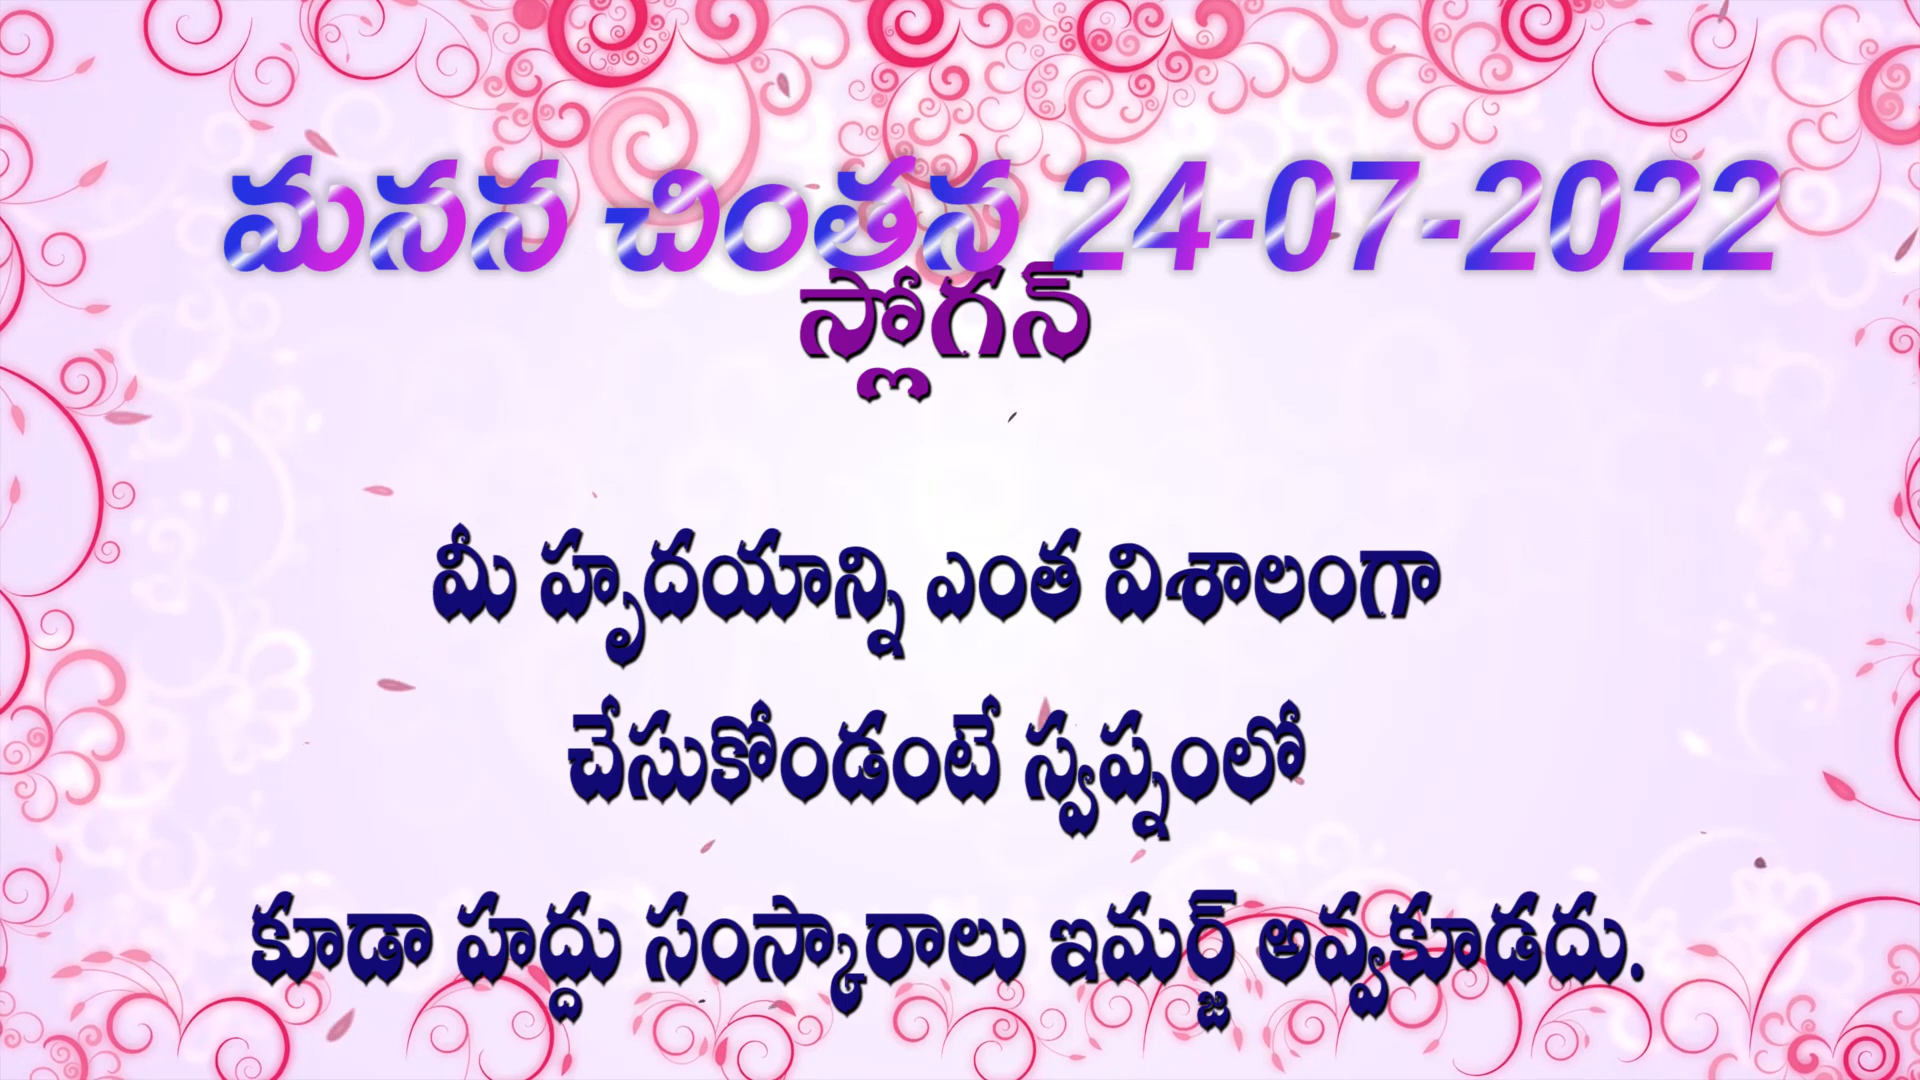 మనన చింతన 24-07-2022
స్లోగన్
మీ హృదయాన్ని ఎంత విశాలంగా
చేసుకోండంటే స్వప్నంలో
కూడా హద్దు సంస్కారాలు ఇమర్జ్ అవ్వకూడదు.